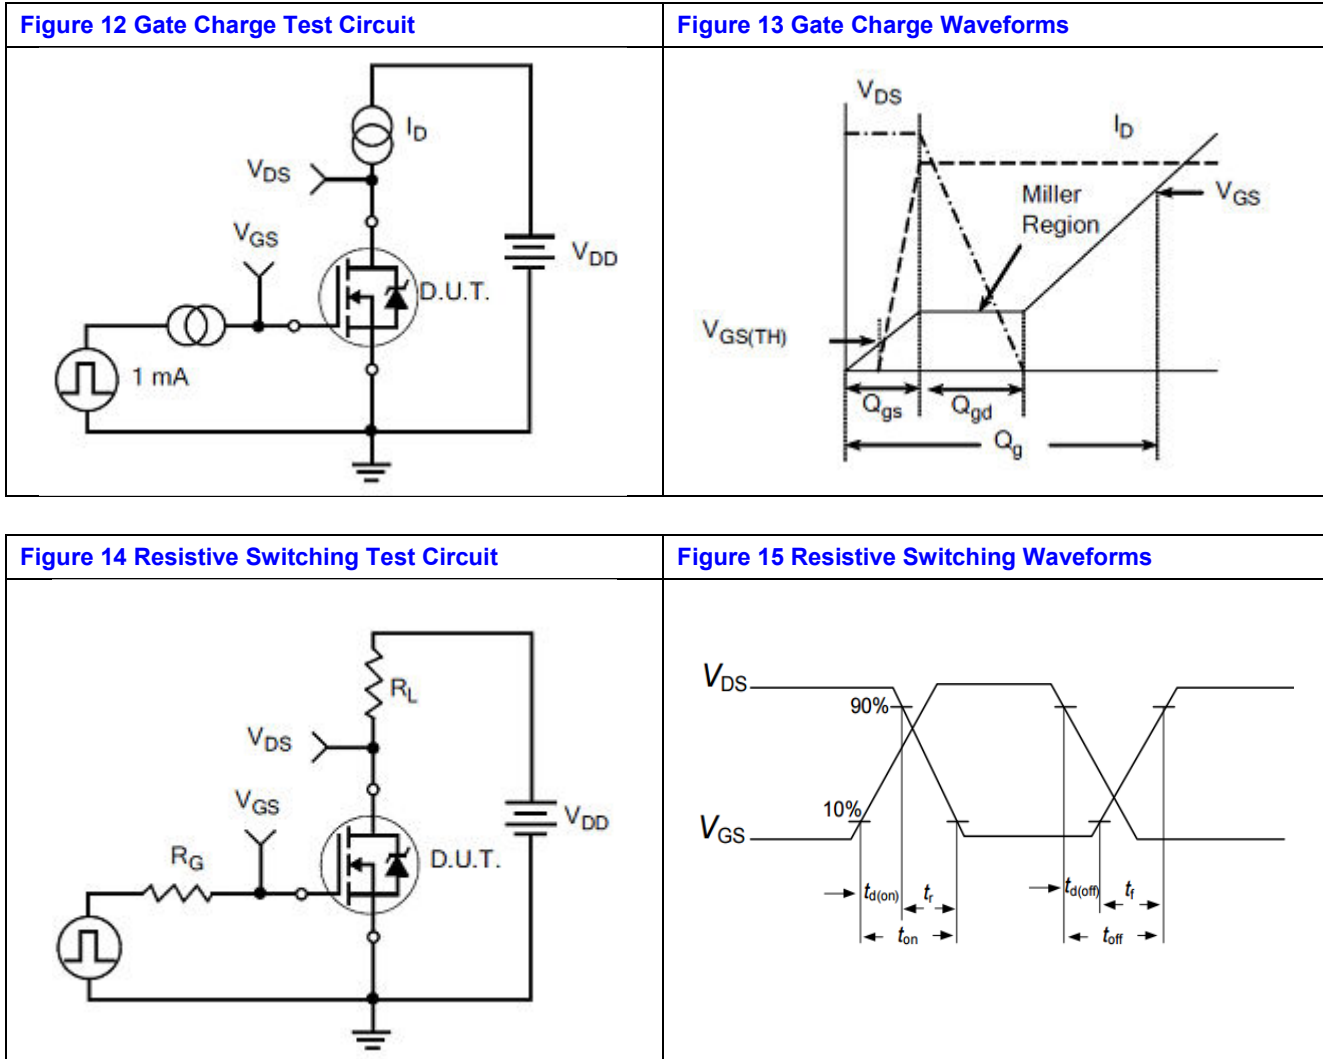 Figure 12 Gate Charge Test Circuit
Figure 13 Gate Charge Waveforms
ID
VDS
VGS
VDD
D.U.T.
1 mA
VDS
ID
Miller
Region
VGS
VGS(TH)
Qgs
Qgd
Qg
Figure 14 Resistive Switching Test Circuit
Figure 15 Resistive Switching Waveforms
RL
VDS
VGS
VDD
RG
D.U.T.
VDS
90%
10%
VGS
td(on)
tr
td(off)
tf
ton
toff